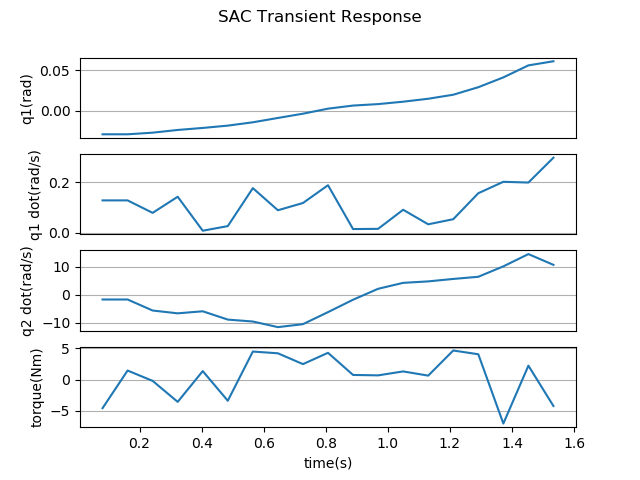 SAC Transient Response
q1(rad)
0.05
0.00
q1 dot(rad/s)
0.2
0.0
q2 dot(rad/s)
10
0
−10
torque(Nm)
5
0
−5
0.2 0.4 0.6 0.8 1.0 1.2 1.4 1.6
time(s)